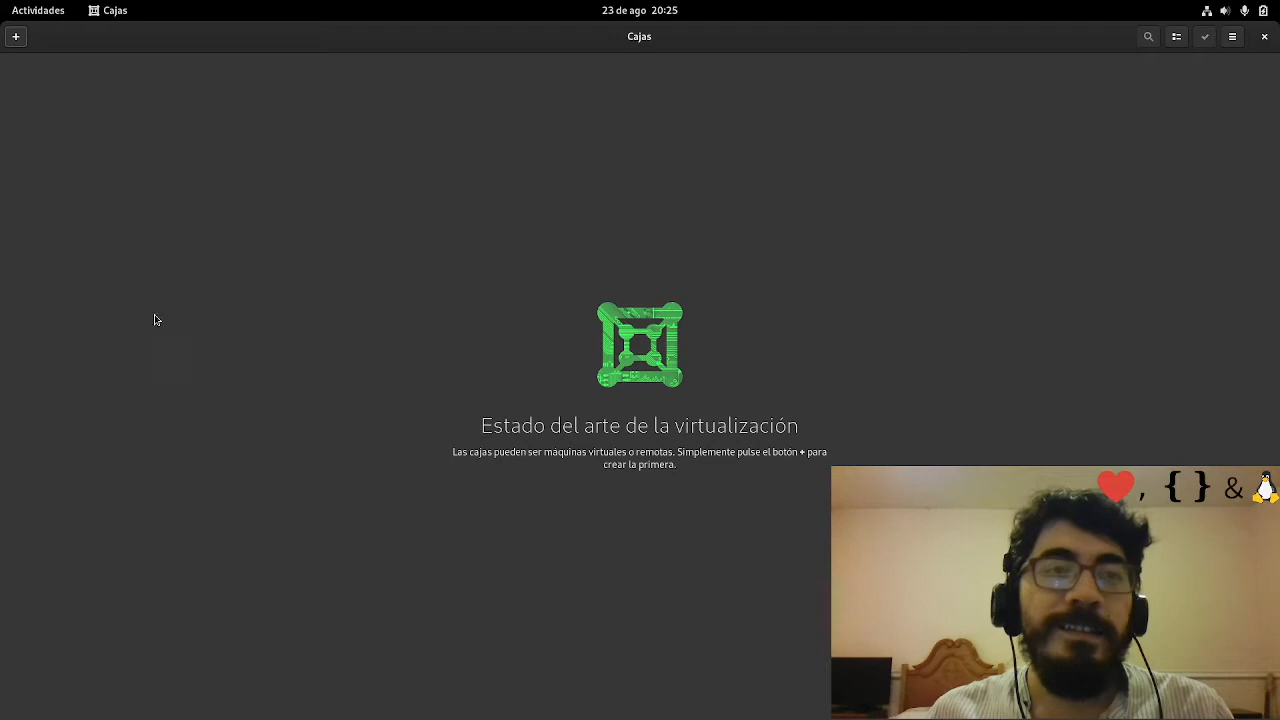 Actividades Cajas 23 de ago 20:25
Cajas
Estado del arte de la virtualización
Las cajas pueden ser máquinas virtuales o remotas. Simplemente pulse el botón + para
crear la primera.
, { } &